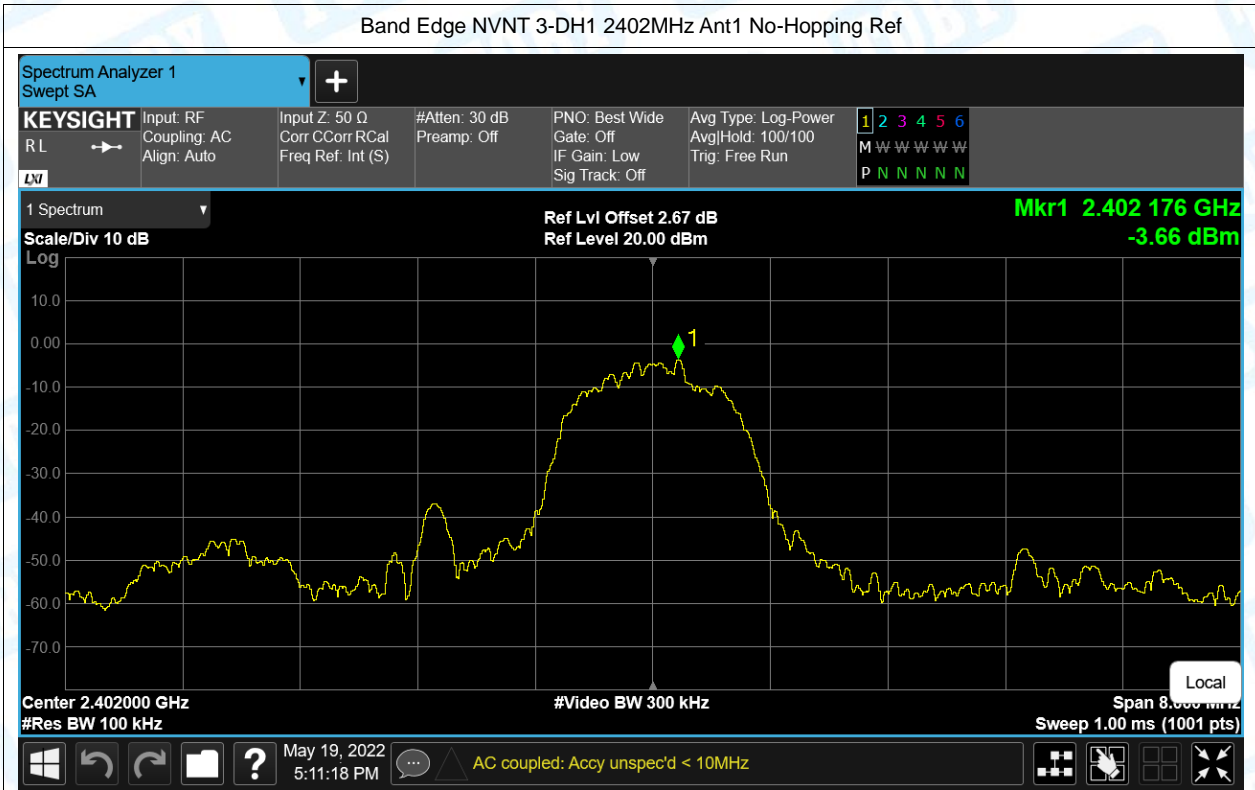 Band Edge NVNT 3-DH1 2402MHz Ant1 No-Hopping Ref
Spectrum Analyzer 1
Swept SA
KEYSIGHT
RL
LXI
Input: RF
Coupling: AC
Align: Auto
Input Z: 50 Ω
Corr CCorr RCal
Freq Ref: Int (S)
#Atten: 30 dB
Preamp: Off
PNO: Best Wide
Gate: Off
IF Gain: Low
Sig Track: Off
Avg Type: Log-Power
Avg|Hold: 100/100
Trig: Free Run
1 2 3 4 5 6
M W W W W W W
P N N N N N
1 Spectrum
Scale/Div 10 dB
Ref Lvl Offset 2.67 dB
Ref Level 20.00 dBm
Mkr1 2.402 176 GHz
-3.66 dBm
Log
10.0
0.00
-10.0
-20.0
-30.0
-40.0
-50.0
-60.0
-70.0
1
Local
Center 2.402000 GHz
#Res BW 100 kHz
#Video BW 300 kHz
Span 8.000 MHz
Sweep 1.00 ms (1001 pts)
?
May 19, 2022
5:11:18 PM
AC coupled: Accy unspec'd < 10MHz